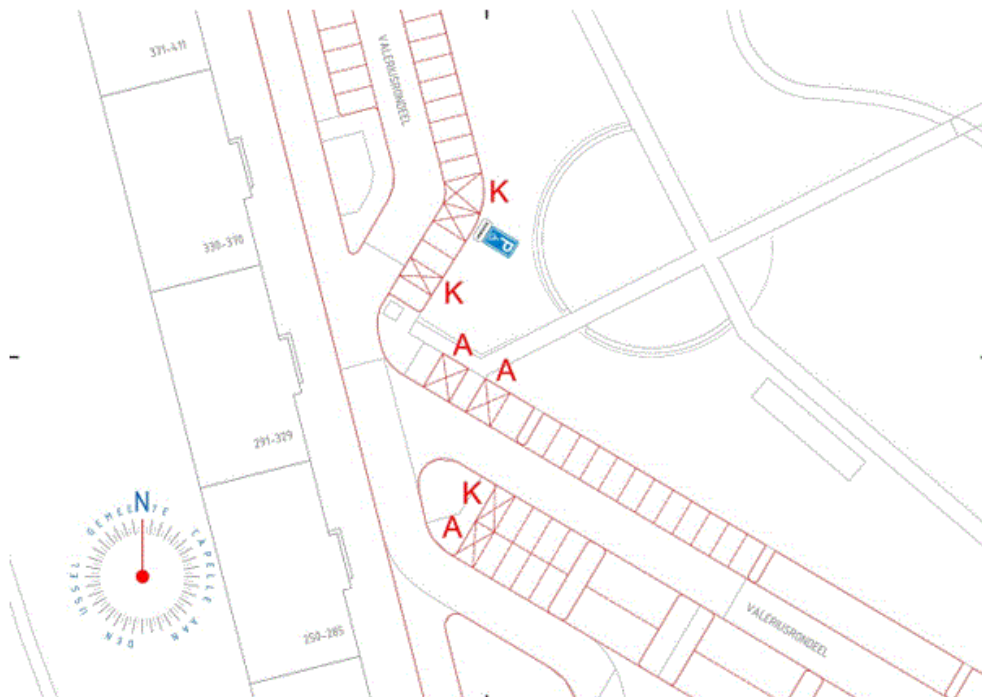 371-411
VALERIUSRONDEEL
K
P
330-370
K
A
A
291-329
K
A
N
GEMEENTE CAPELLE AAN DEN IJSSEL
VALERIUSRONDEEL
250-285